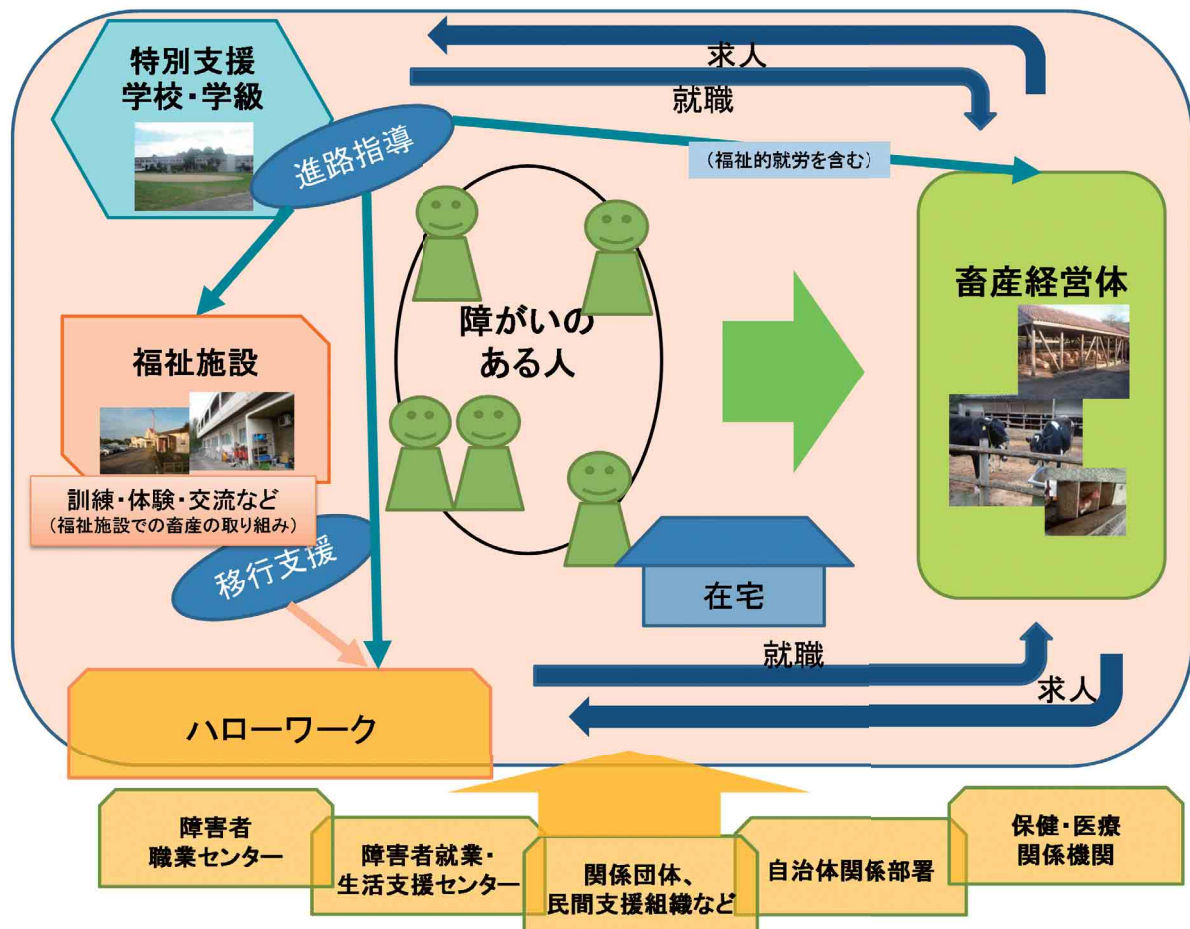 特別支援
学校・学級
進路指導
求人
就職
(福祉的就労を含む)
障がいの
ある人
畜産経営体
福祉施設
訓練・体験・交流など
(福祉施設での畜産の取り組み)
移行支援
在宅
就職
求人
ハローワーク
障害者
職業センター
障害者就業・
生活支援センター
関係団体、
民間支援組織など
自治体関係部署
保健・医療
関係機関